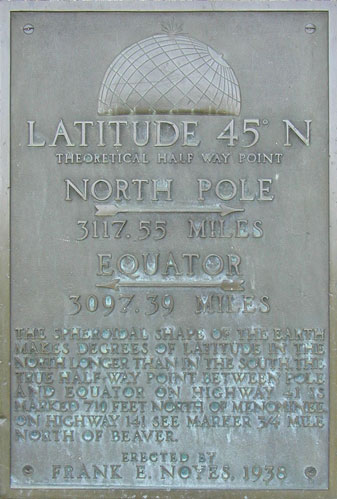 LATITUDE 45° N
THEORETICAL HALF WAY POINT
NORTH POLE
3117.55 MILES
EQUATOR
3097.39 MILES
THE SPHEROIDAL SHAPE OF THE EARTH
MAKES DEGREES OF LATITUDE IN THE
NORTH LONGER THAN IN THE SOUTH. THE
TRUE HALF-WAY POINT BETWEEN POLE
AND EQUATOR ON HIGHWAY 41 IS
MARKED 710 FEET NORTH OF MENOMINEE.
ON HIGHWAY 141 SEE MARKER 3/4 MILE
NORTH OF BEAVER.
ERECTED BY
FRANK E. NOYES, 1938